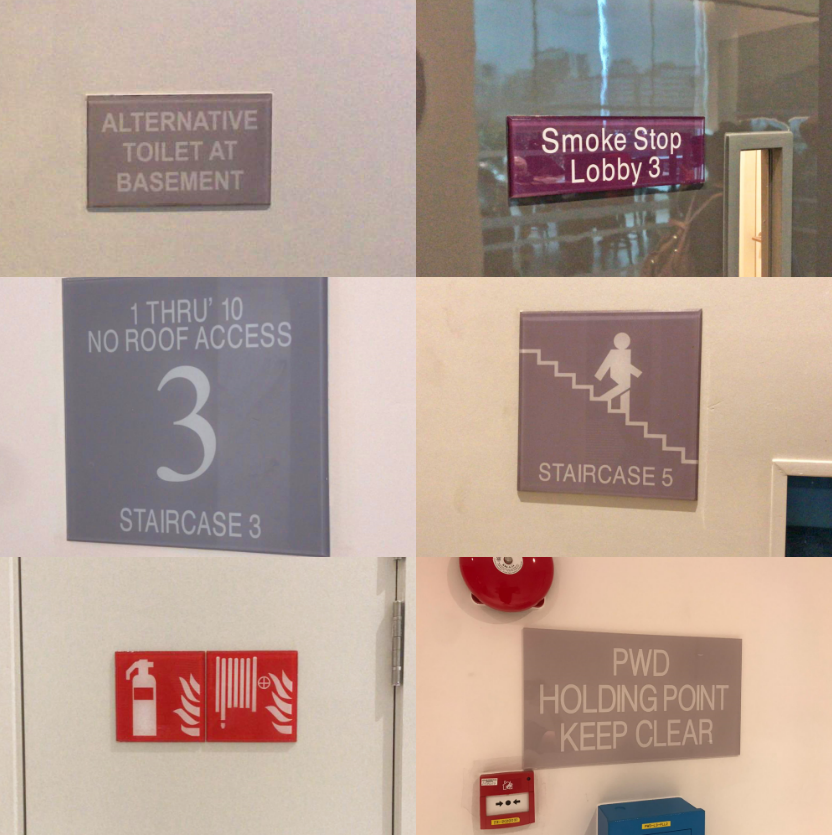 ALTERNATIVE
TOILET AT
BASEMENT
Smoke Stop
Lobby 3
1 THRU' 10
NO ROOF ACCESS
3
STAIRCASE 3
STAIRCASE 5
PWD
HOLDING POINT
KEEP CLEAR